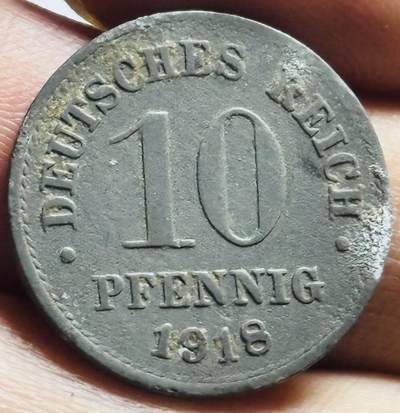 • DEUTSCHES REICH •
10
PFENNIG
1918